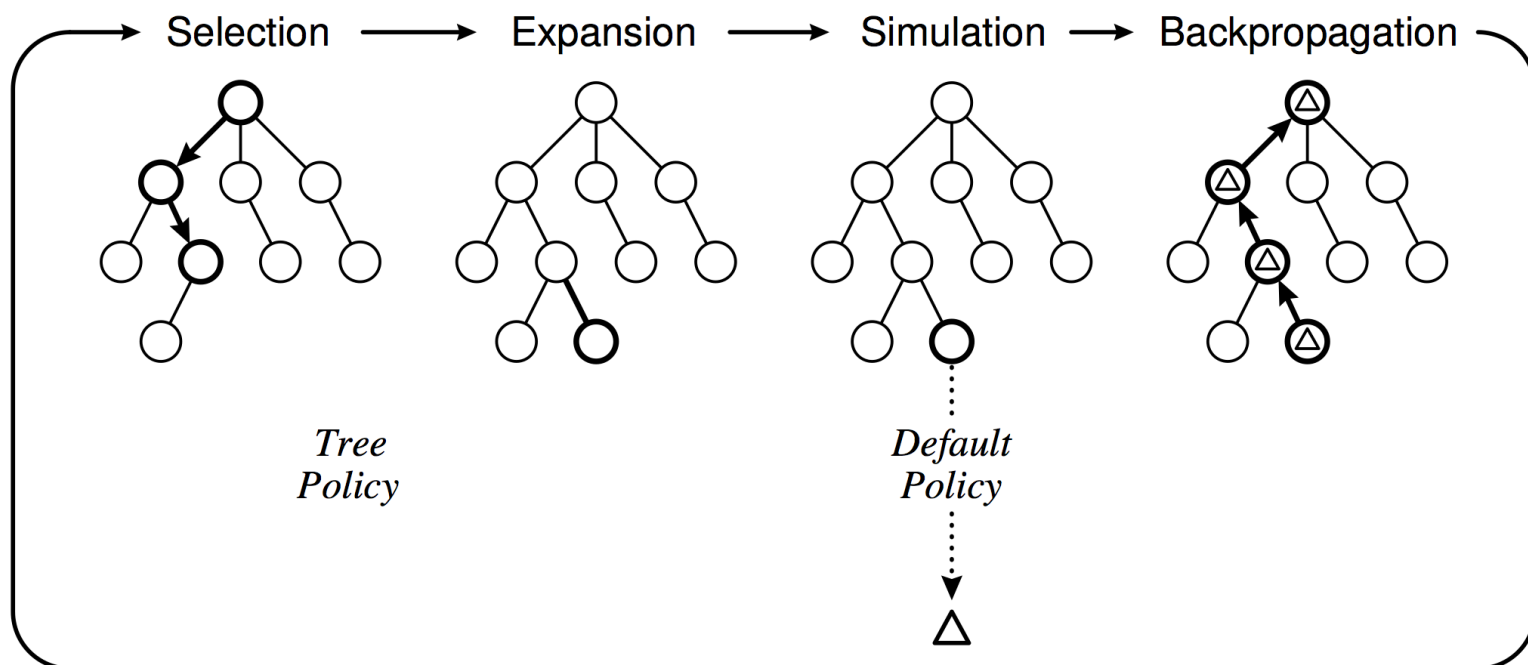 Selection Expansion Simulation Backpropagation
Tree
Policy
Default
Policy